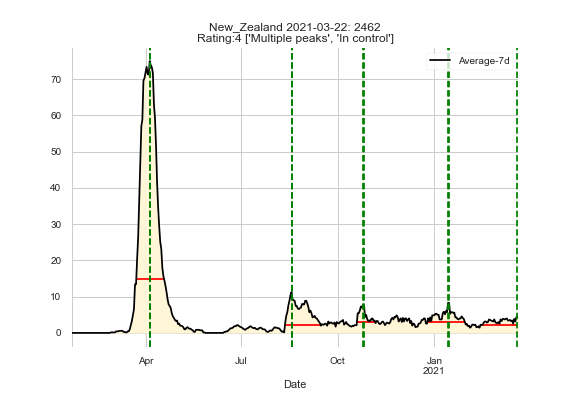 New_Zealand 2021-03-22: 2462
Rating:4 ['Multiple peaks', 'In control']
Average-7d
70
60
50
40
30
20
10
0
Apr
Jul
Oct
Jan
2021
Date